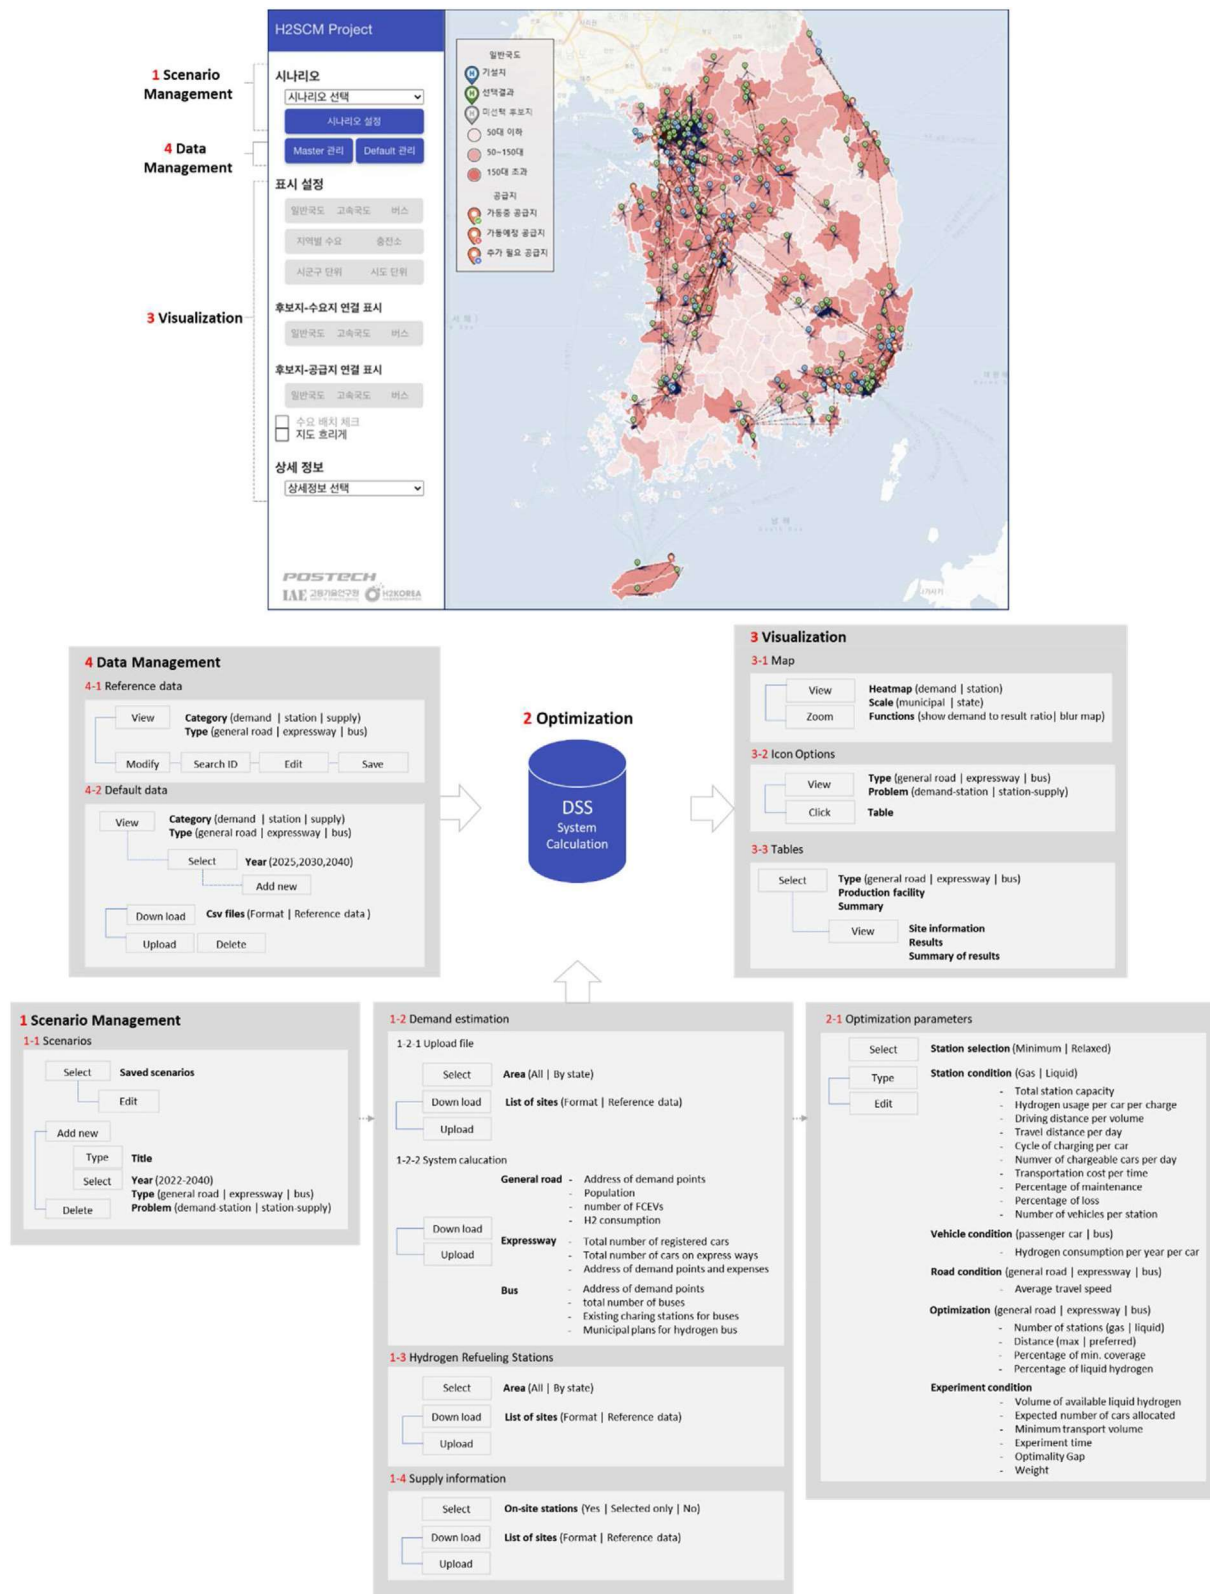 H2SCM Project
1 Scenario
Management
4 Data
Management
3 Visualization
시나리오
시나리오 선택
시나리오 설정
Master 관리
Default 관리
표시 설정
일반국도 고속국도 버스
지역별 수요 충전소
시군구 단위 시도 단위
후보지-수요지 연결 표시
일반국도 고속국도 버스
후보지-공급지 연결 표시
일반국도 고속국도 버스
수요 배치 체크
지도 흐리게
상세 정보
상세정보 선택
POSTECH
IAE 고등기술연구원 H2KOREA
일반국도
기설지
선택결과
미선택 후보지
50대 이하
50~150대
150대 초과
공급지
가동중 공급지
가동예정 공급지
추가 필요 공급지
남해
4 Data Management
4-1 Reference data
View
Category (demand | station | supply)
Type (general road | expressway | bus)
Modify
Search ID
Edit
Save
4-2 Default data
View
Category (demand | station | supply)
Type (general road | expressway | bus)
Select
Year (2025,2030,2040)
Add new
Down load
Csv files (Format | Reference data )
Upload
Delete
2 Optimization
DSS
System
Calculation
3 Visualization
3-1 Map
View
Heatmap (demand | station)
Scale (municipal | state)
Zoom
Functions (show demand to result ratio| blur map)
3-2 Icon Options
View
Type (general road | expressway | bus)
Problem (demand-station | station-supply)
Click
Table
3-3 Tables
Select
Type (general road | expressway | bus)
Production facility
Summary
View
Site information
Results
Summary of results
1 Scenario Management
1-1 Scenarios
Select
Saved scenarios
Edit
Add new
Type
Title
Select
Year (2022-2040)
Type (general road | expressway | bus)
Delete
Problem (demand-station | station-supply)
1-2 Demand estimation
1-2-1 Upload file
Select
Area (All | By state)
Down load
List of sites (Format | Reference data)
Upload
1-2-2 System calucation
General road - Address of demand points
- Population
- number of FCEVs
- H2 consumption
Down load
Upload
Expressway - Total number of registered cars
- Total number of cars on express ways
- Address of demand points and expenses
Bus - Address of demand points
- total number of buses
- Existing charing stations for buses
- Municipal plans for hydrogen bus
1-3 Hydrogen Refueling Stations
Select
Area (All | By state)
Down load
List of sites (Format | Reference data)
Upload
1-4 Supply information
Select
On-site stations (Yes | Selected only | No)
Down load
List of sites (Format | Reference data)
Upload
2-1 Optimization parameters
Select
Station selection (Minimum | Relaxed)
Type
Station condition (Gas | Liquid)
Edit
- Total station capacity
- Hydrogen usage per car per charge
- Driving distance per volume
- Travel distance per day
- Cycle of charging per car
- Numver of chargeable cars per day
- Transportation cost per time
- Percentage of maintenance
- Percentage of loss
- Number of vehicles per station
Vehicle condition (passenger car | bus)
- Hydrogen consumption per year per car
Road condition (general road | expressway | bus)
- Average travel speed
Optimization (general road | expressway | bus)
- Number of stations (gas | liquid)
- Distance (max | preferred)
- Percentage of min. coverage
- Percentage of liquid hydrogen
Experiment condition
- Volume of available liquid hydrogen
- Expected number of cars allocated
- Minimum transport volume
- Experiment time
- Optimality Gap
- Weight